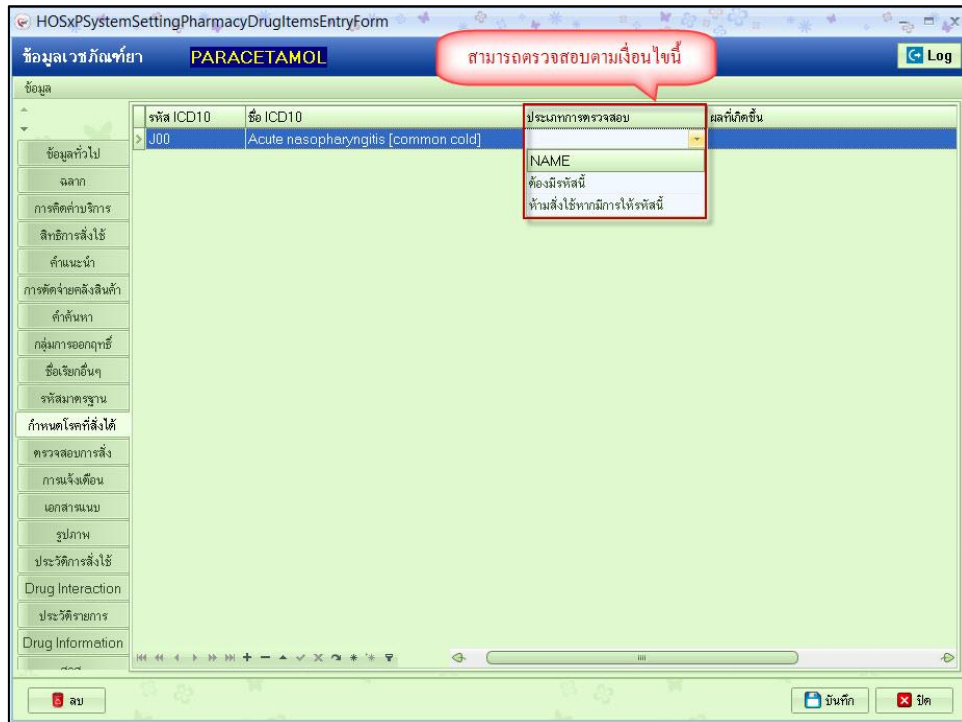 HOSxPSystemSettingPharmacyDrugItemsEntryForm
ข้อมูลเวชภัณฑ์ยา PARACETAMOL
สามารถตรวจสอบตามเงื่อนไขนี้
Log
ข้อมูล
รหัส ICD10 ชื่อ ICD10 ประเภทการตรวจสอบ ผลที่เกิดขึ้น
J00 Acute nasopharyngitis [common cold]
NAME
ต้องมีรหัสนี้
ห้ามสั่งใช้หากมีการให้รหัสนี้
ข้อมูลทั่วไป
ฉลาก
การคิดค่าบริการ
สิทธิการสั่งใช้
คำแนะนำ
การตัดจ่ายคลังสินค้า
คำค้นหา
กลุ่มการออกฤทธิ์
ชื่อเรียกอื่นๆ
รหัสมาตรฐาน
กำหนดโรคที่สั่งได้
ตรวจสอบการสั่ง
การแจ้งเตือน
เอกสารแนบ
รูปภาพ
ประวัติการสั่งใช้
Drug Interaction
ประวัติรายการ
Drug Information
ลบ บันทึก ปิด